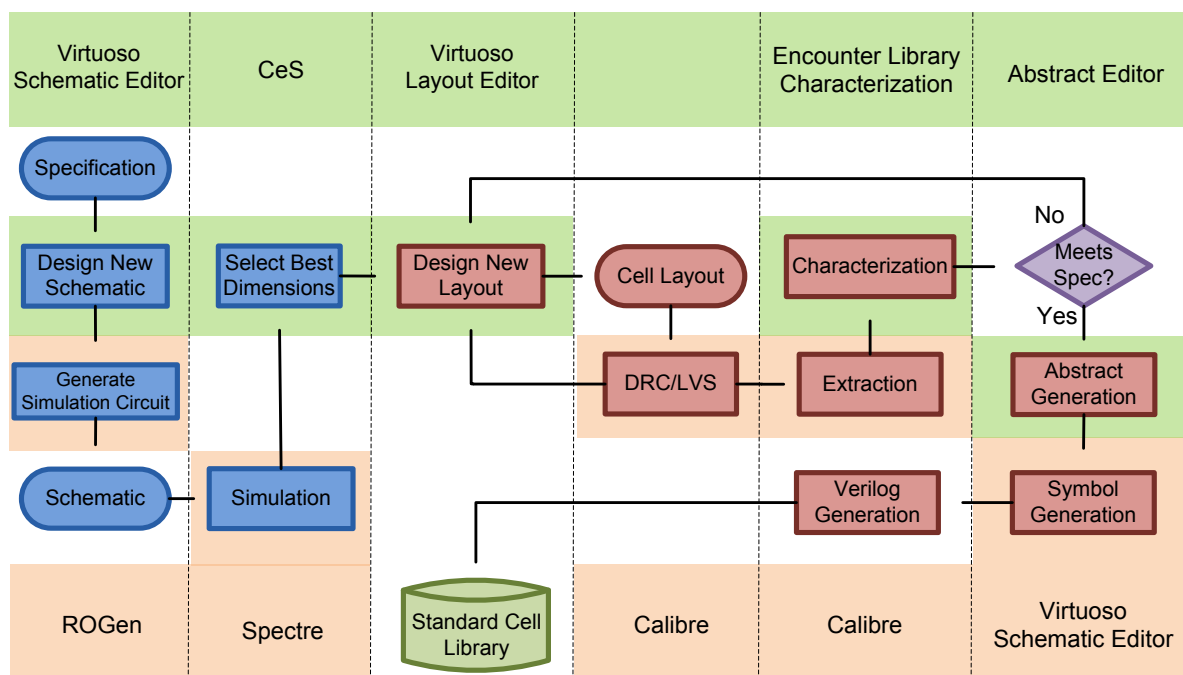 Virtuoso
Schematic Editor
CeS
Virtuoso
Layout Editor
Encounter Library
Characterization
Abstract Editor
Specification
No
Design New
Schematic
Select Best
Dimensions
Design New
Layout
Cell Layout
Characterization
Meets
Spec?
Yes
Generate
Simulation Circuit
DRC/LVS
Extraction
Abstract
Generation
Schematic
Simulation
Verilog
Generation
Symbol
Generation
ROGen
Spectre
Standard Cell
Library
Calibre
Calibre
Virtuoso
Schematic Editor